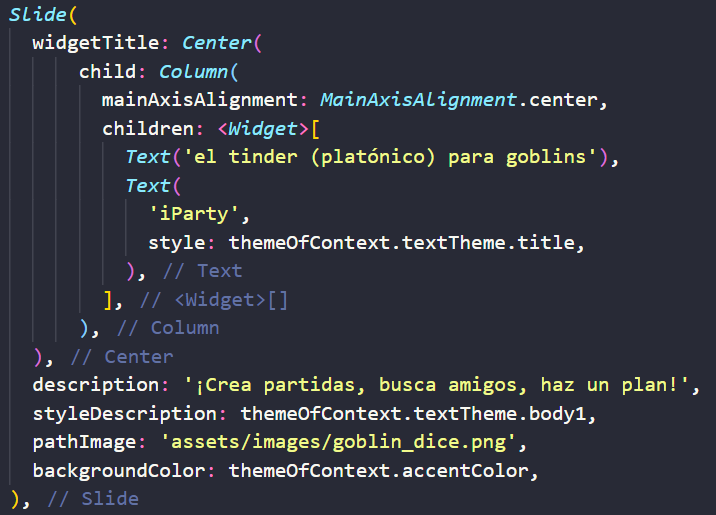 Slide(
widgetTitle: Center(
child: Column(
mainAxisAlignment: MainAxisAlignment.center,
children: <Widget>[
Text('el tinder (platónico) para goblins'),
Text(
'iParty',
style: themeOfContext.textTheme.title,
), // Text
], // <Widget>[]
), // Column
), // Center
description: '¡Crea partidas, busca amigos, haz un plan!',
styleDescription: themeOfContext.textTheme.body1,
pathImage: 'assets/images/goblin_dice.png',
backgroundColor: themeOfContext.accentColor,
), // Slide